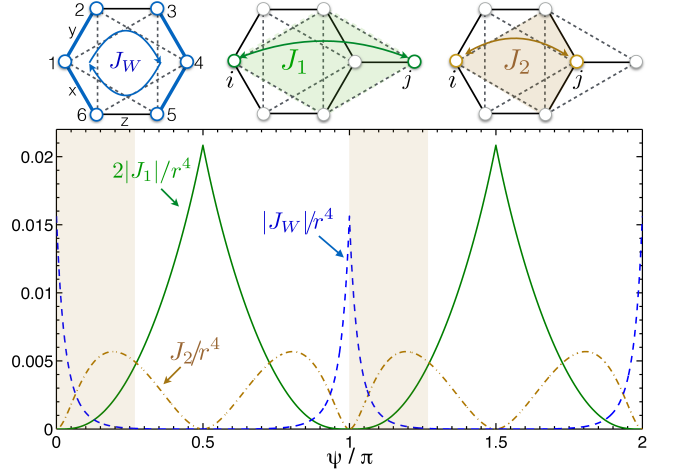 2 3
y
1 J_W 4
x
6 z 5
i J_1 j
i J_2 j
0.02
2|J_1|/r^4
0.015
|J_W|/r^4
0.01
0.005
J_2/r^4
0
0 0.5 1 1.5 2
ψ / π